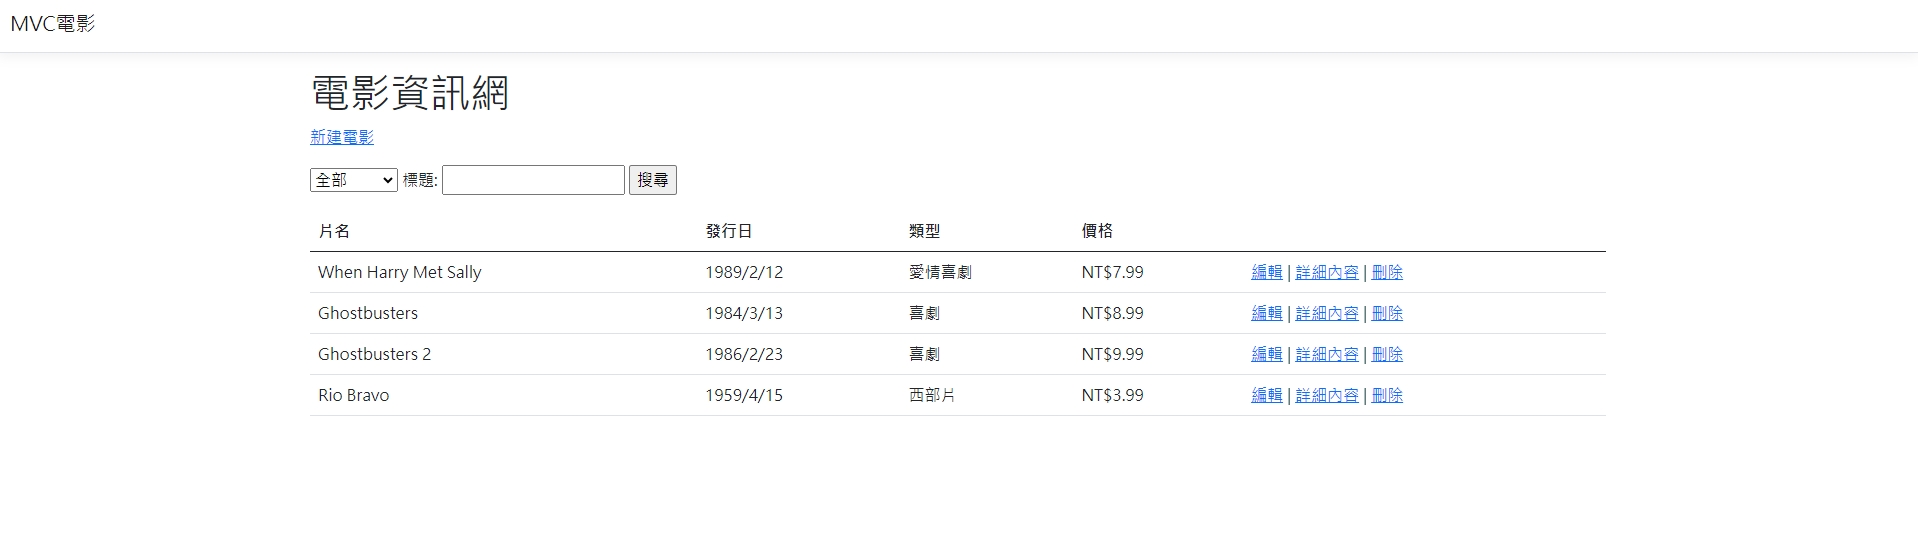 MVC電影
電影資訊網
新建電影
全部 標題: 搜尋
片名 發行日 類型 價格
When Harry Met Sally 1989/2/12 愛情喜劇 NT$7.99 編輯 | 詳細內容 | 刪除
Ghostbusters 1984/3/13 喜劇 NT$8.99 編輯 | 詳細內容 | 刪除
Ghostbusters 2 1986/2/23 喜劇 NT$9.99 編輯 | 詳細內容 | 刪除
Rio Bravo 1959/4/15 西部片 NT$3.99 編輯 | 詳細內容 | 刪除